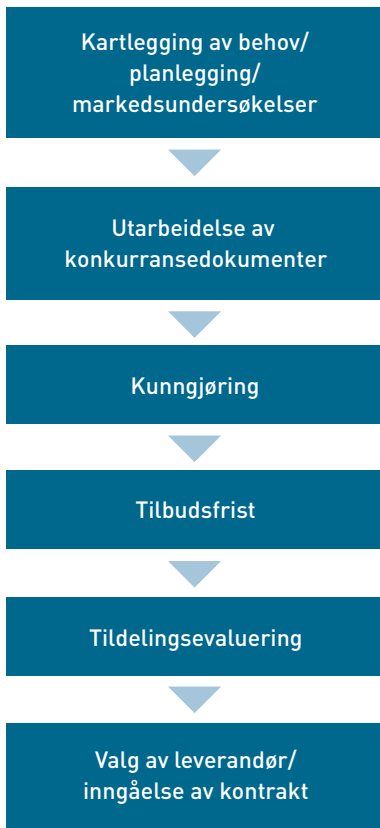 Kartlegging av behov/
planlegging/
markedsundersøkelser
Utarbeidelse av
konkurransedokumenter
Kunngjøring
Tilbudsfrist
Tildelingsevaluering
Valg av leverandør/
inngåelse av kontrakt